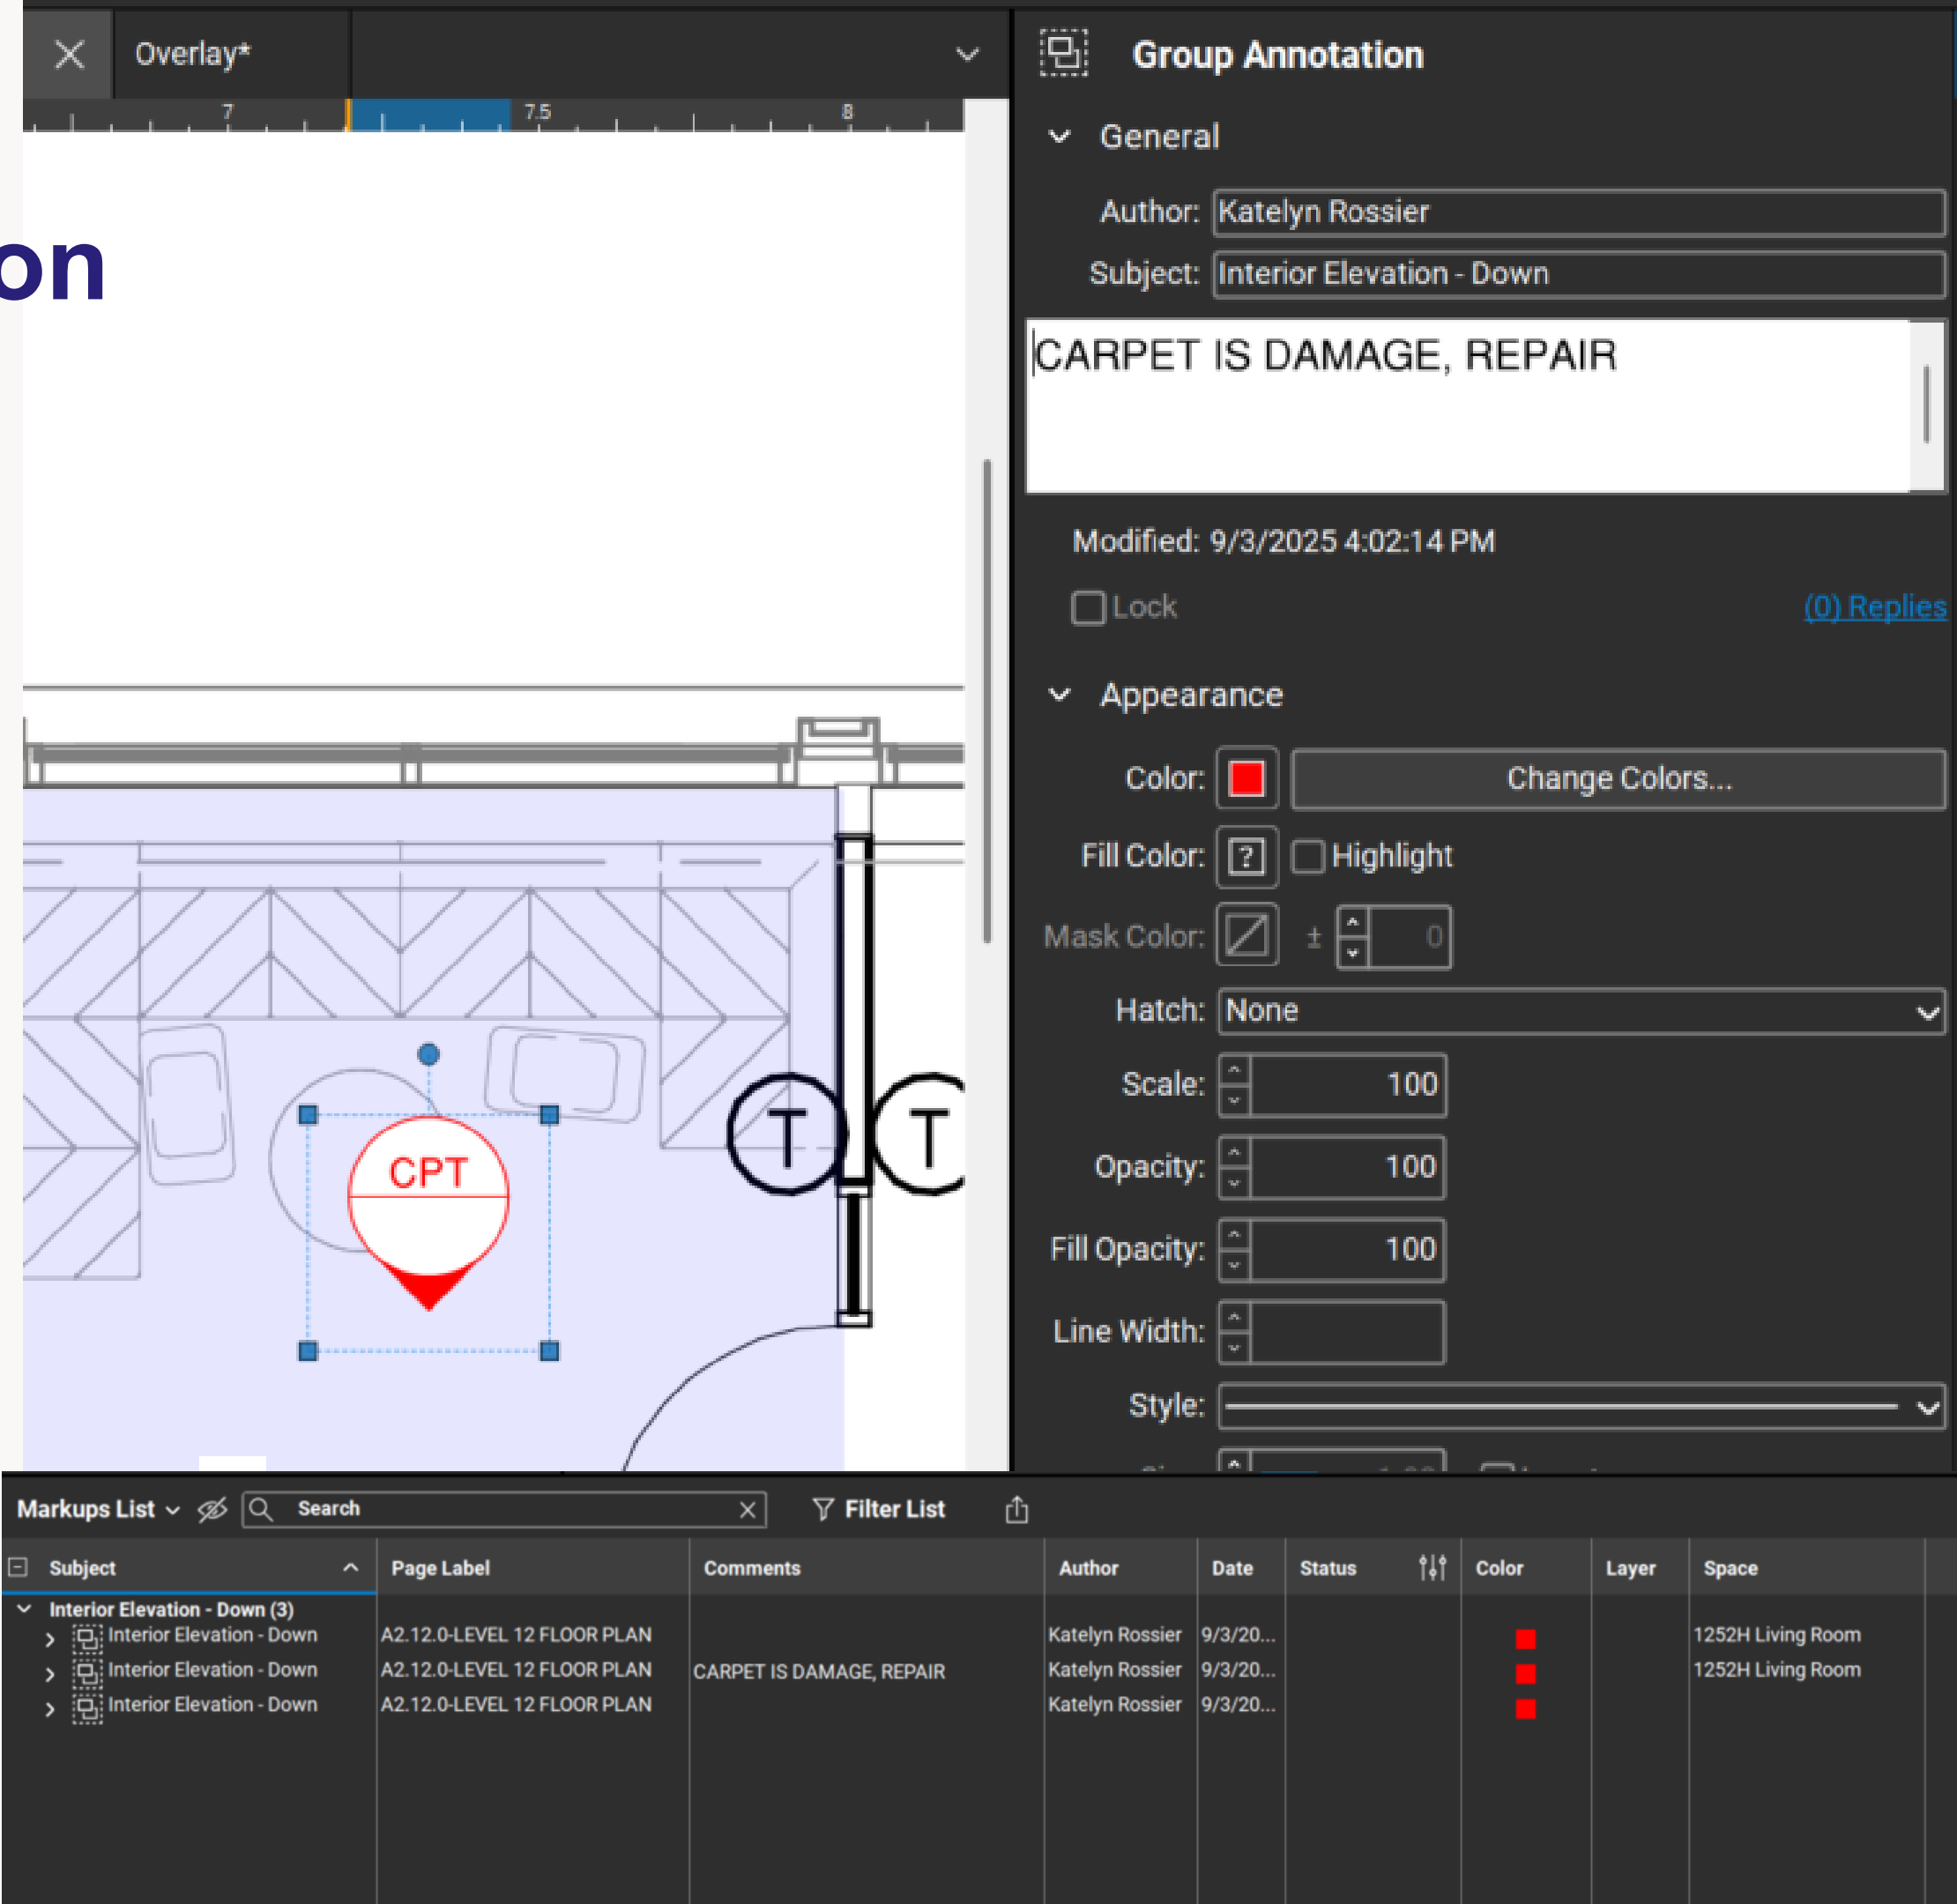 Overlay*
7 7.5 8
on
CPT
T T
Group Annotation
General
Author: Katelyn Rossier
Subject: Interior Elevation - Down
CARPET IS DAMAGE, REPAIR
Modified: 9/3/2025 4:02:14 PM
Lock (0) Replies
Appearance
Color: Change Colors...
Fill Color: ? Highlight
Mask Color: ± 0
Hatch: None
Scale: 100
Opacity: 100
Fill Opacity: 100
Line Width:
Style:
Markups List Search Filter List
Subject Page Label Comments Author Date Status Color Layer Space
Interior Elevation - Down (3)
Interior Elevation - Down A2.12.0-LEVEL 12 FLOOR PLAN Katelyn Rossier 9/3/20... 1252H Living Room
Interior Elevation - Down A2.12.0-LEVEL 12 FLOOR PLAN CARPET IS DAMAGE, REPAIR Katelyn Rossier 9/3/20... 1252H Living Room
Interior Elevation - Down A2.12.0-LEVEL 12 FLOOR PLAN Katelyn Rossier 9/3/20...